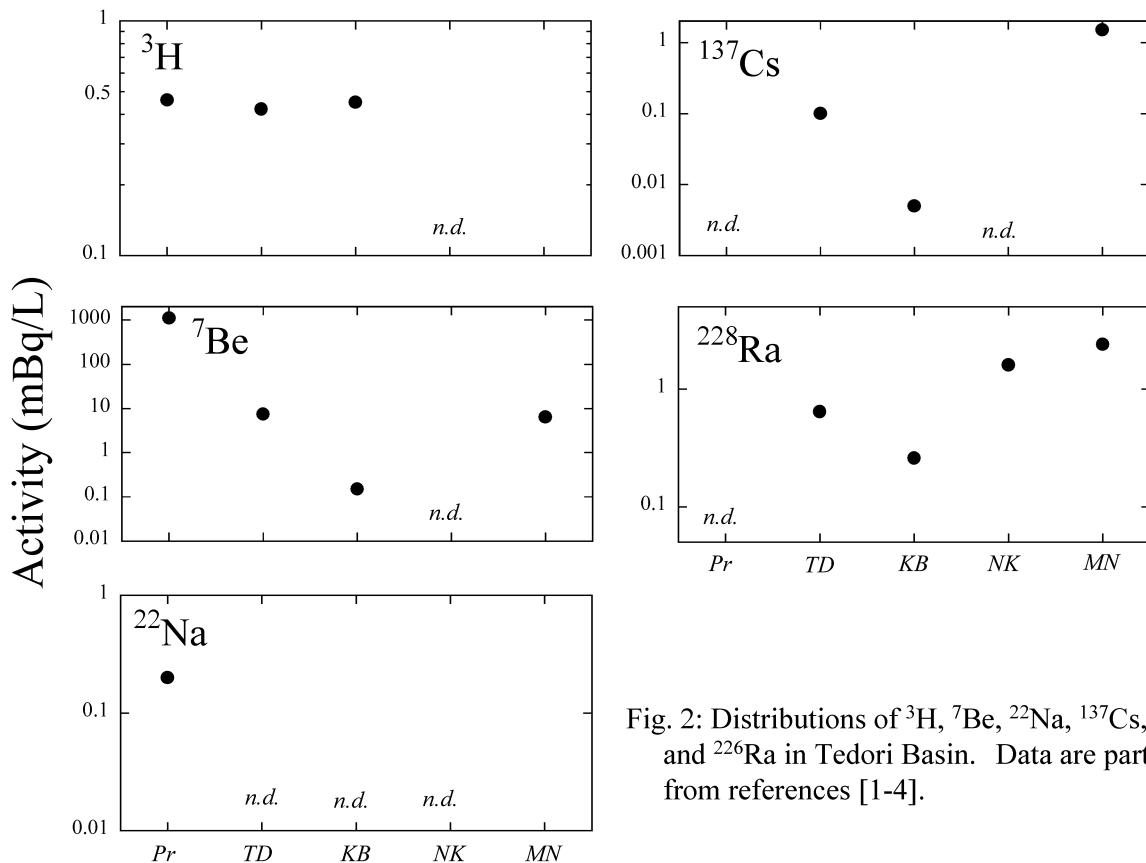 Activity (mBq/L)
³H
1
0.5
0.1
n.d.
⁷Be
1000
100
10
1
0.1
0.01
n.d.
²²Na
1
0.1
0.01
n.d. n.d. n.d.
Pr TD KB NK MN
¹³⁷Cs
1
0.1
0.01
0.001
n.d. n.d.
²²⁸Ra
1
0.1
n.d.
Pr TD KB NK MN
Fig. 2: Distributions of ³H, ⁷Be, ²²Na, ¹³⁷Cs,
and ²²⁶Ra in Tedori Basin. Data are part
from references [1-4].